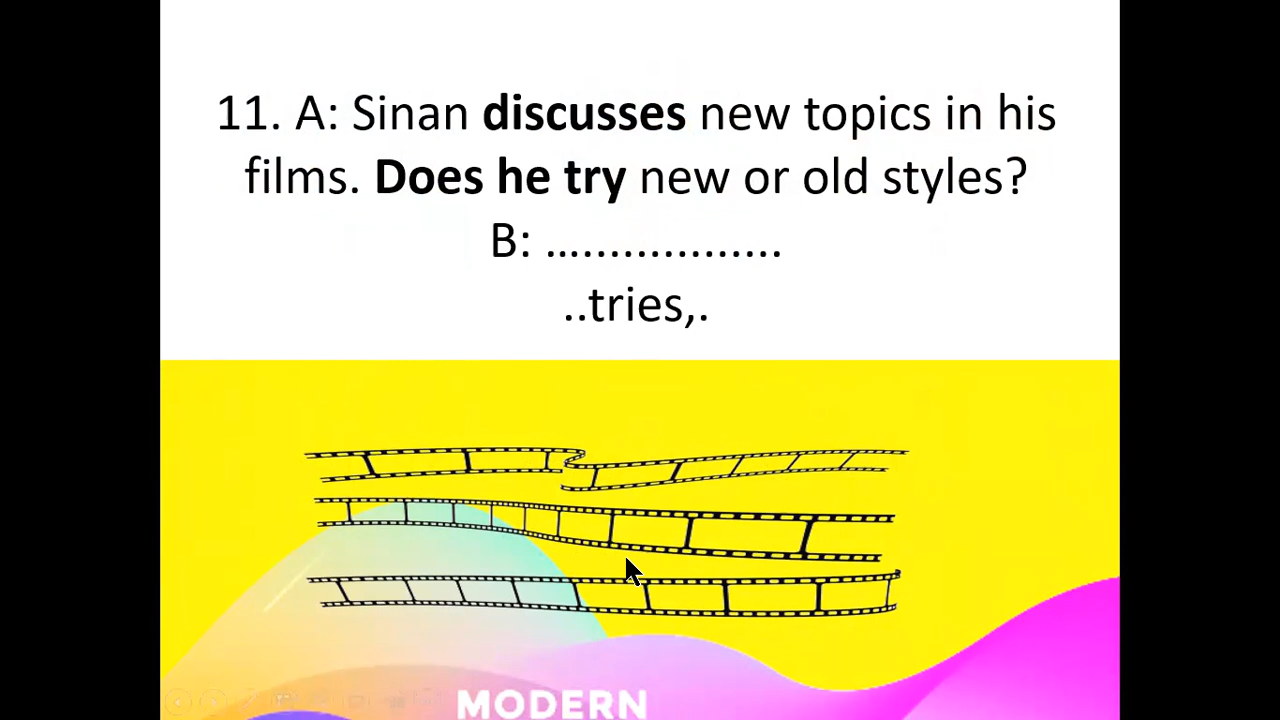 11. A: Sinan discusses new topics in his
films. Does he try new or old styles?
B: …...............
..tries,.
MODERN